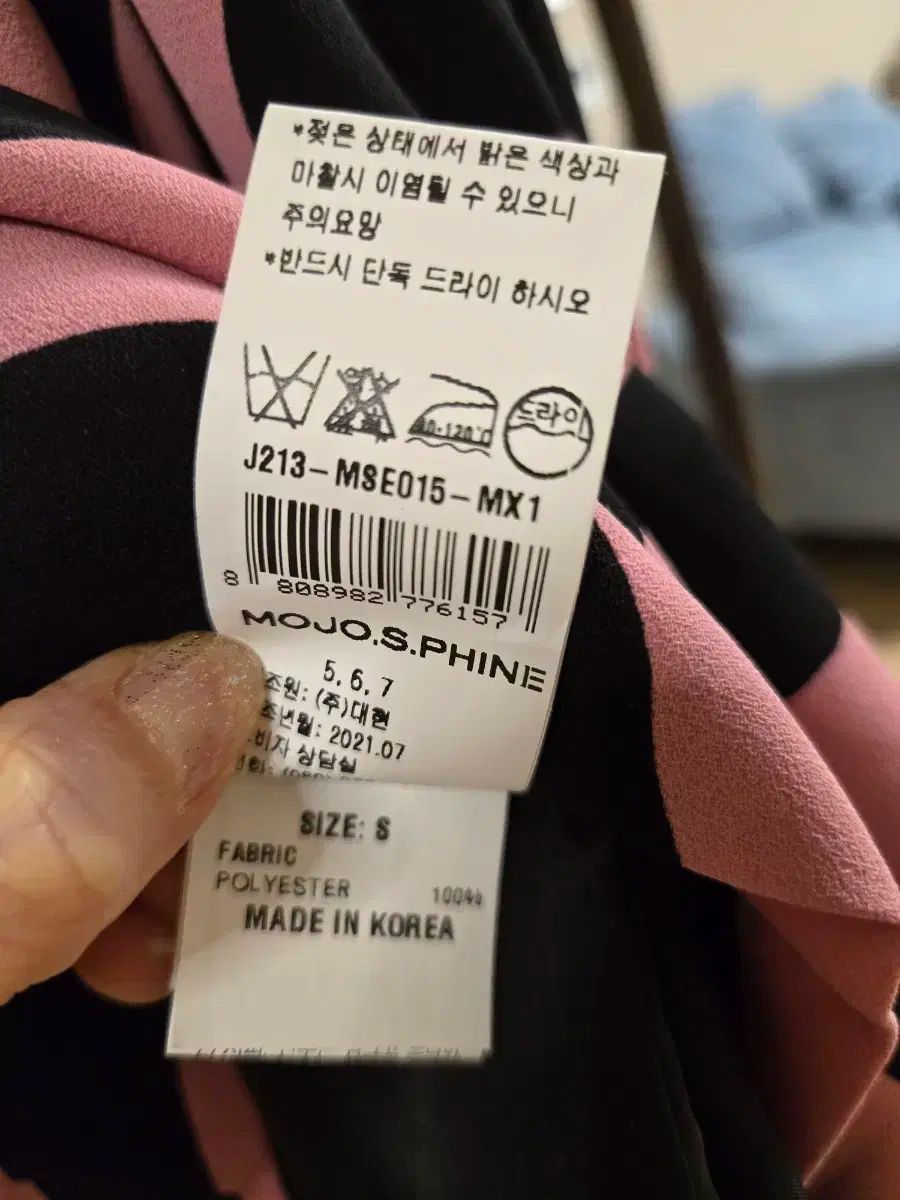 *젖은 상태에서 밝은 색상과
마찰시 이염될 수 있으니
주의요망
*반드시 단독 드라이 하시오
드라이
J213-MSE015-MX1
8 808982 776157
MOJO.S.PHINE
5, 6, 7
조원: (주)대현
조년월: 2021.07
비자 상담실
SIZE: S
FABRIC
POLYESTER 100%
MADE IN KOREA